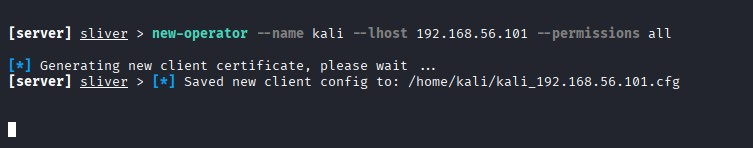 [server] sliver > new-operator --name kali --lhost 192.168.56.101 --permissions all
[*] Generating new client certificate, please wait ...
[server] sliver > [*] Saved new client config to: /home/kali/kali_192.168.56.101.cfg